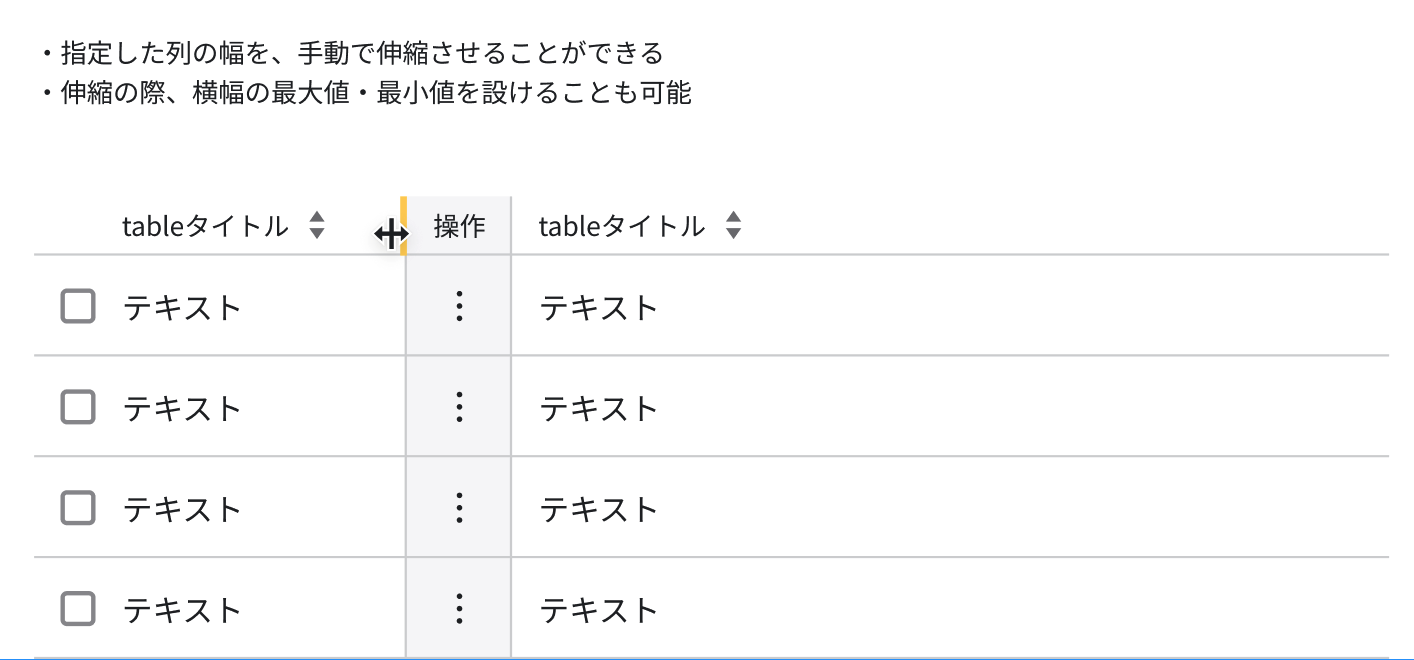 ・指定した列の幅を、手動で伸縮させることができる
・伸縮の際、横幅の最大値・最小値を設けることも可能
tableタイトル 操作 tableタイトル
テキスト テキスト
テキスト テキスト
テキスト テキスト
テキスト テキスト